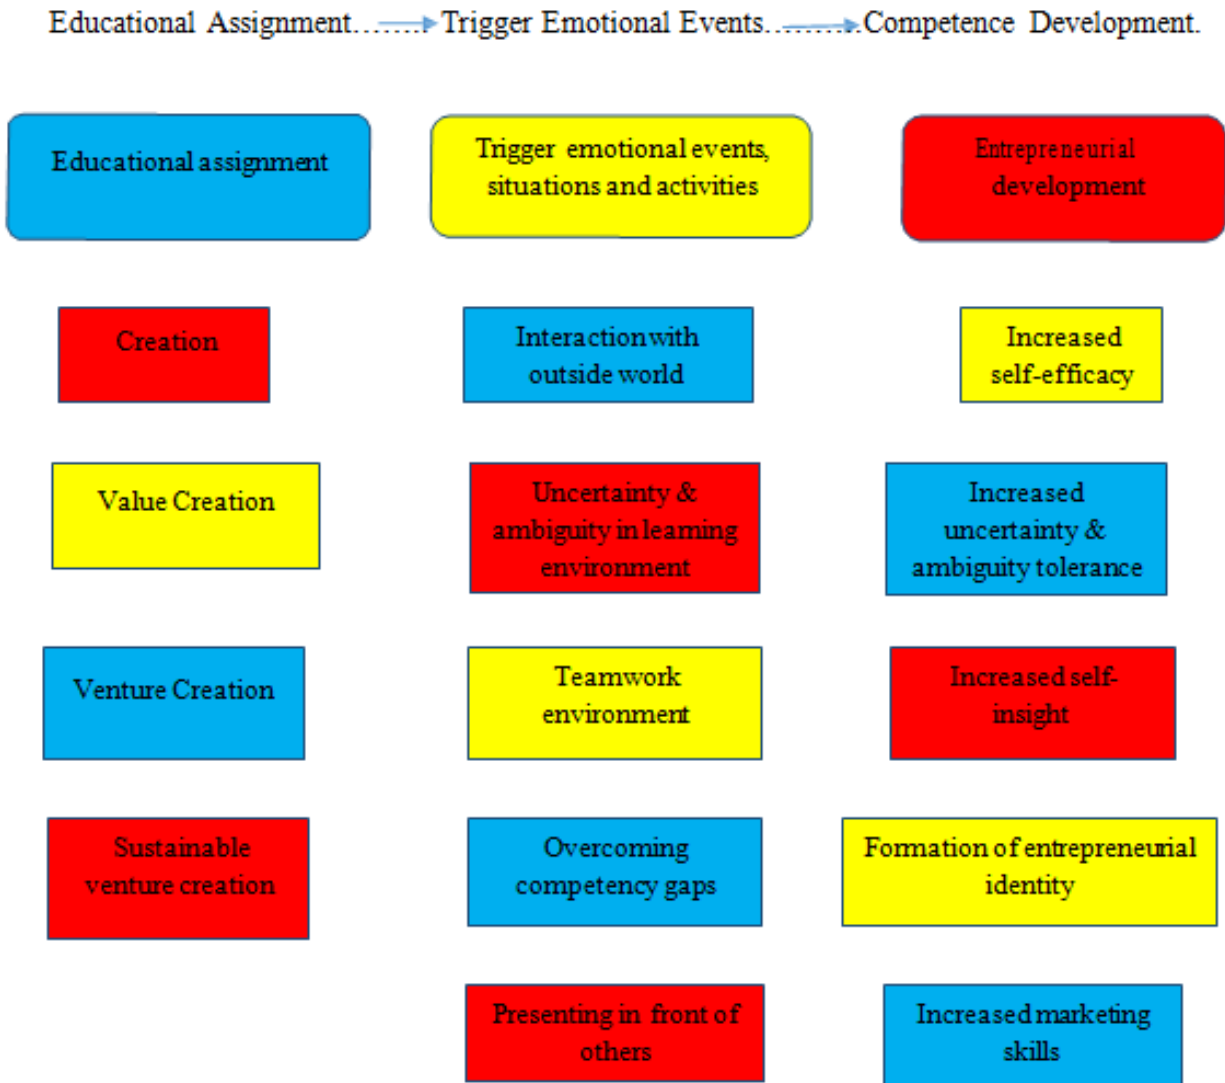 Educational Assignment........Trigger Emotional Events..........Competence Development.
Educational assignment
Trigger emotional events,
situations and activities
Entrepreneurial
development
Creation
Interaction with
outside world
Increased
self-efficacy
Value Creation
Uncertainty &
ambiguity in learning
environment
Increased
uncertainty &
ambiguity tolerance
Venture Creation
Teamwork
environment
Increased self-
insight
Sustainable
venture creation
Overcoming
competency gaps
Formation of entrepreneurial
identity
Presenting in front of
others
Increased marketing
skills